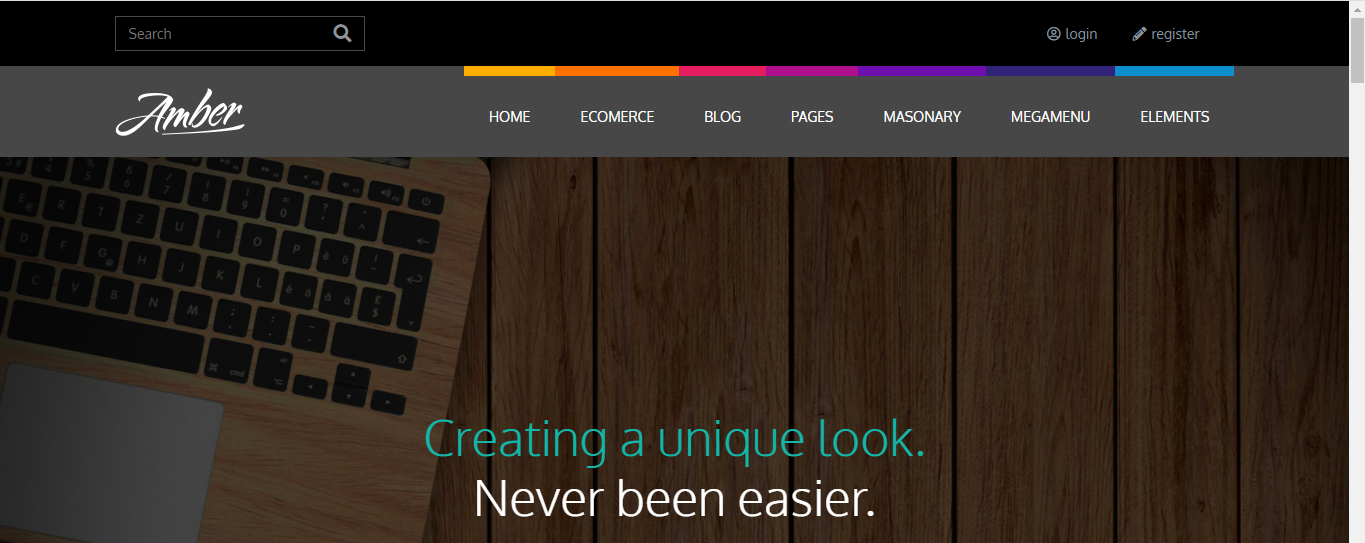 Search
login register
Amber
HOME ECOMERCE BLOG PAGES MASONARY MEGAMENU ELEMENTS
Creating a unique look.
Never been easier.